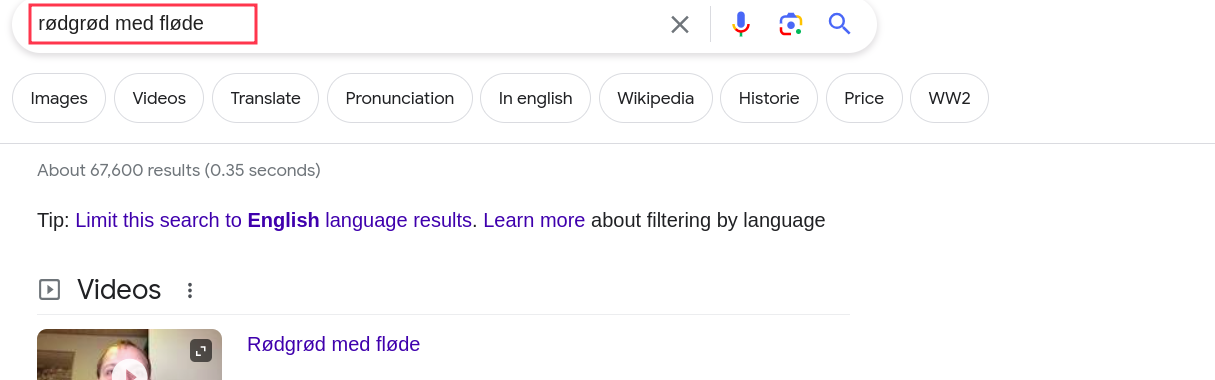 rødgrød med fløde
Images Videos Translate Pronunciation In english Wikipedia Historie Price WW2
About 67,600 results (0.35 seconds)
Tip: Limit this search to English language results. Learn more about filtering by language
Videos
Rødgrød med fløde